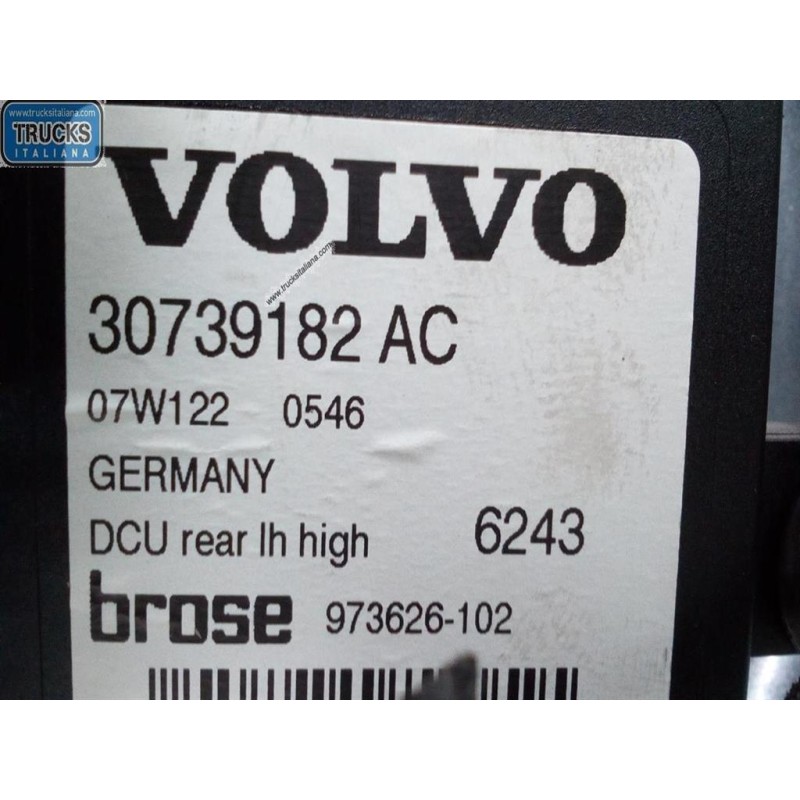 www.trucksitaliana.com
TRUCKS
ITALIANA
VOLVO
www.trucksitaliana.com
30739182 AC
07W122 0546
GERMANY
DCU rear lh high 6243
brose 973626-102